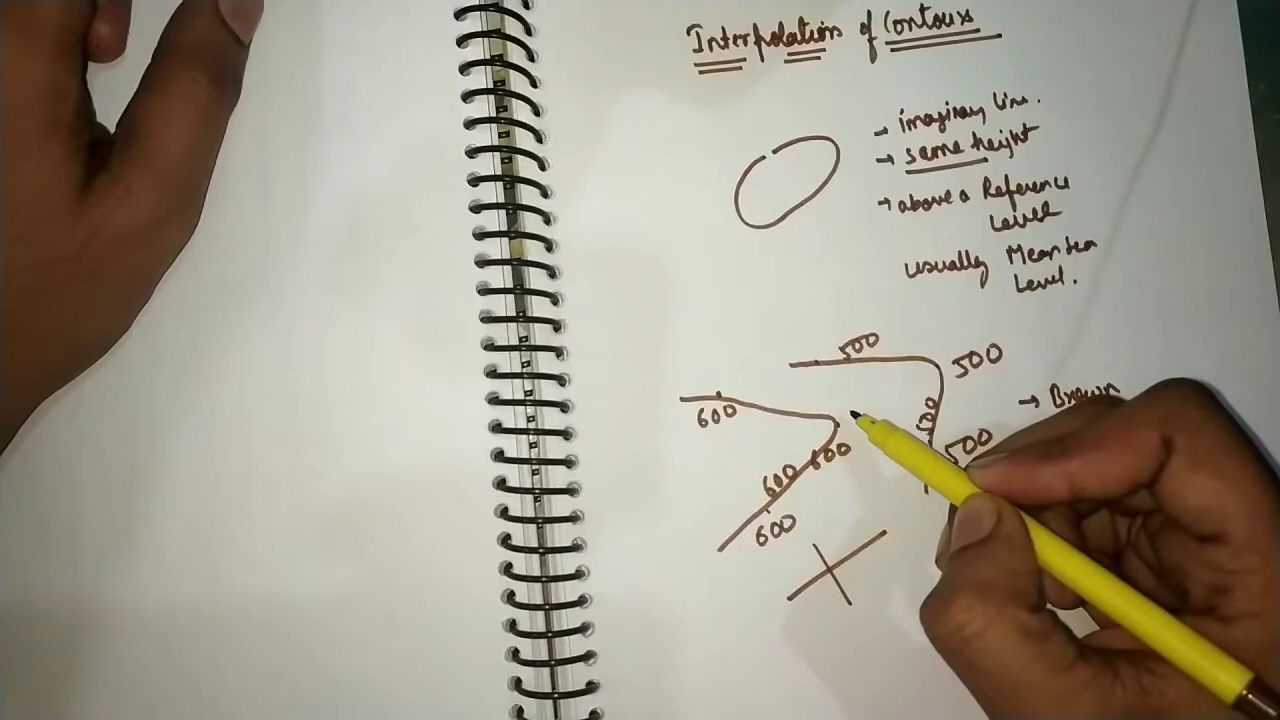 Interpolation of Contours
→ imaginary line.
→ same height
→ above a Reference
Level
usually Mean Sea
Level.
500
500
600
500
→ Brown
600
600
600